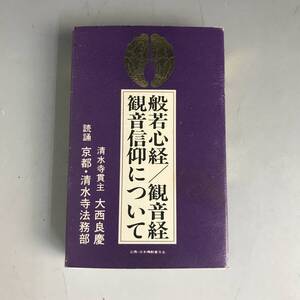 般若心経／観音経
観音信仰について
清水寺貫主 大西良慶
読誦 京都・清水寺法務部